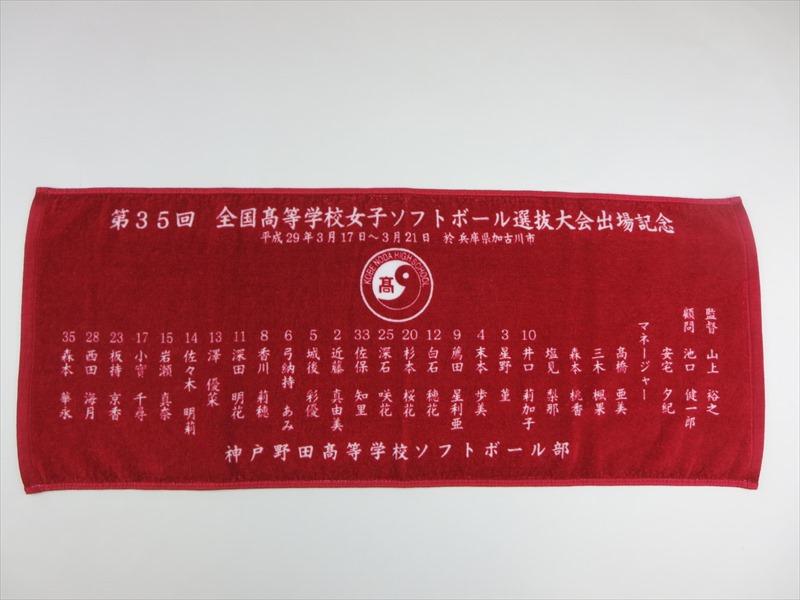 第35回 全国高等学校女子ソフトボール選抜大会出場記念
平成29年3月17日～3月21日 於 兵庫県加古川市
KOBE NODA HIGH SCHOOL
高
監督 山上 裕之
顧問 池口 健一郎
安宅 夕紀
マネージャー
高橋 亜美
三木 楓果
森本 桃香
塩見 梨那
10 井口 莉加子
3 星野 菫
4 末本 歩美
9 薦田 星利亜
12 白石 穂花
20 杉本 桜花
25 深石 咲花
33 佐保 知里
2 近藤 真由美
5 城後 彩優
6 弓納持 あみ
8 香川 莉穂
11 深田 明花
13 澤 優菜
14 佐々木 明莉
15 岩瀬 真奈
17 小寳 千尋
23 板持 京香
28 西田 海月
35 森本 華永
神戸野田高等学校ソフトボール部